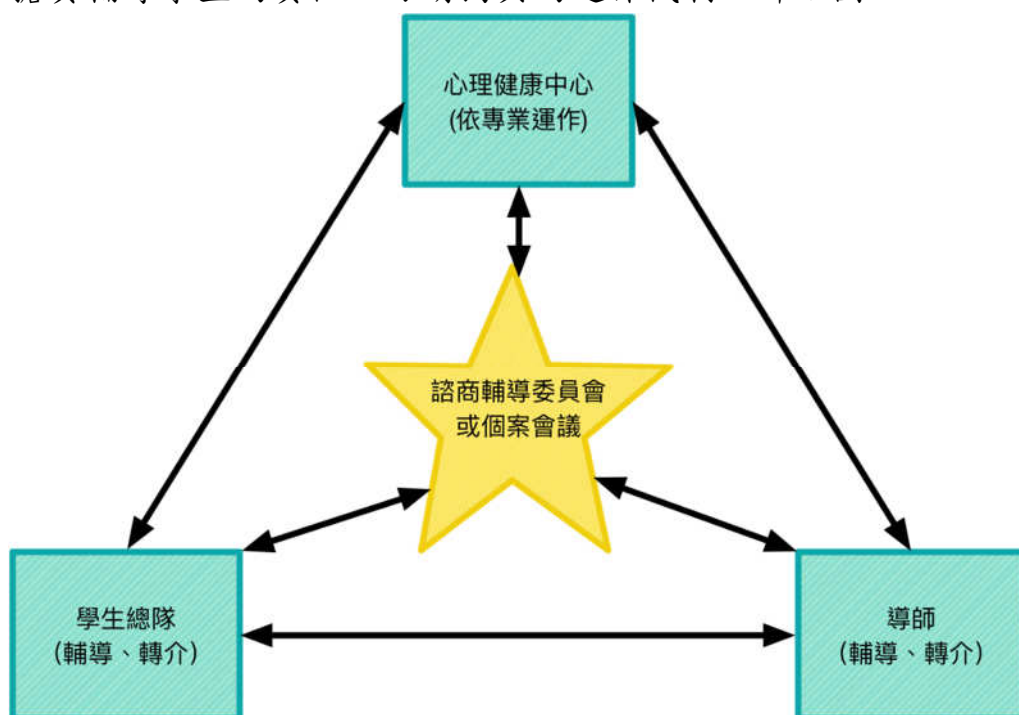 心理健康中心
(依專業運作)
諮商輔導委員會
或個案會議
學生總隊
(輔導、轉介)
導師
(輔導、轉介)